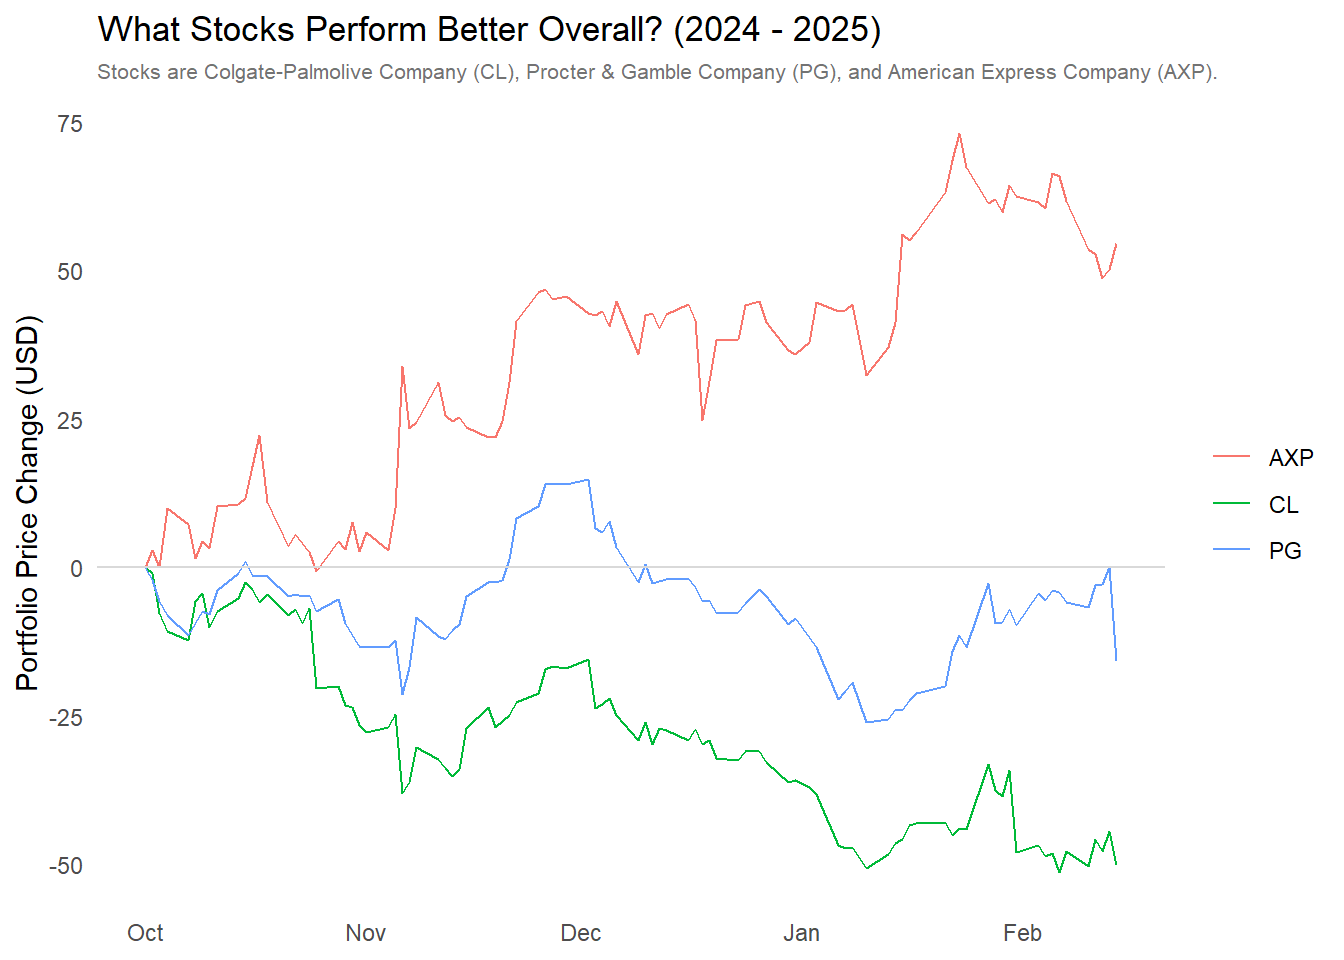 What Stocks Perform Better Overall? (2024 - 2025)
Stocks are Colgate-Palmolive Company (CL), Procter & Gamble Company (PG), and American Express Company (AXP).
Portfolio Price Change (USD)
75
50
25
0
-25
-50
Oct Nov Dec Jan Feb
AXP
CL
PG